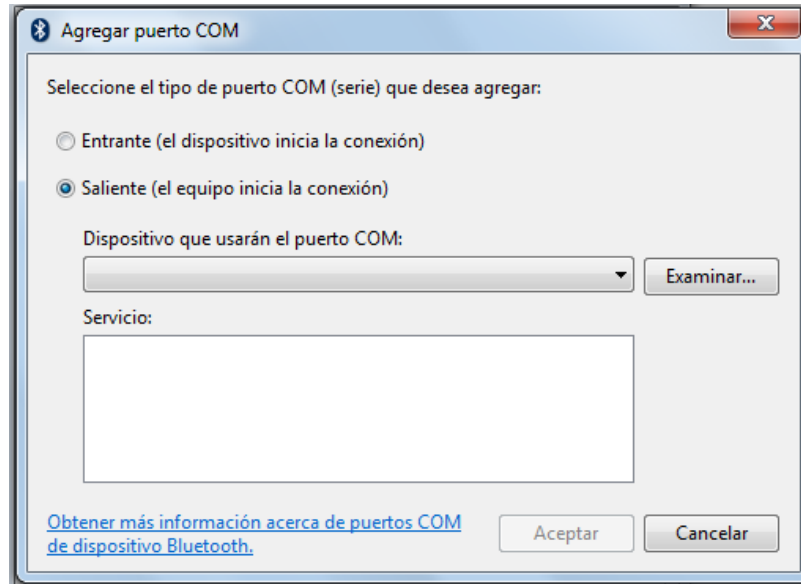 Agregar puerto COM
Seleccione el tipo de puerto COM (serie) que desea agregar:
Entrante (el dispositivo inicia la conexión)
Saliente (el equipo inicia la conexión)
Dispositivo que usarán el puerto COM:
Examinar...
Servicio:
Obtener más información acerca de puertos COM
de dispositivo Bluetooth.
Aceptar
Cancelar